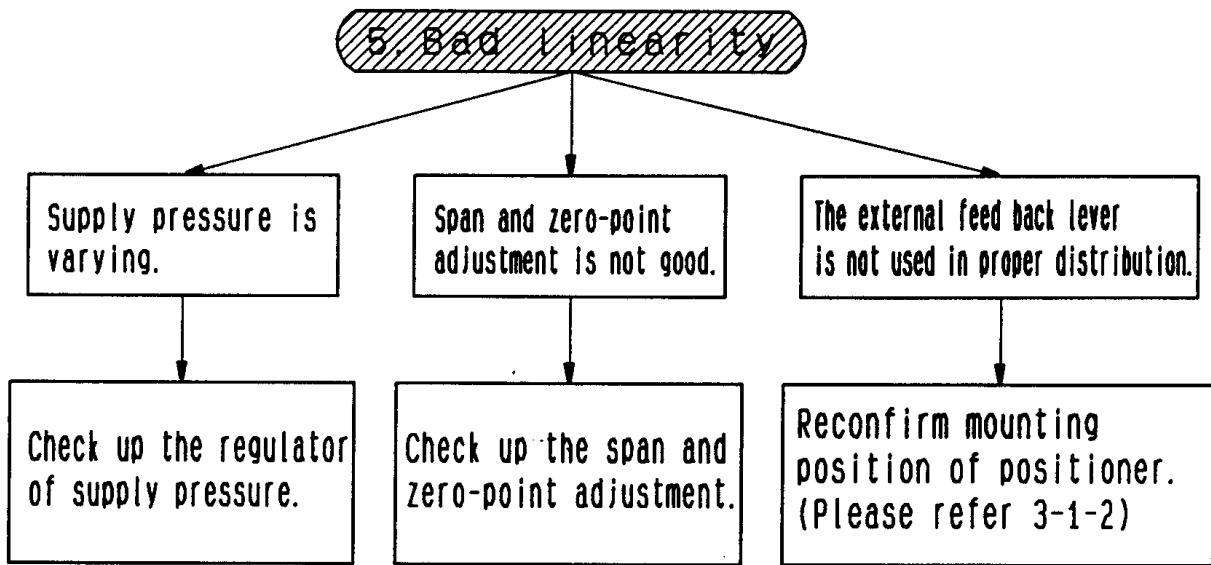 5. Bad linearity
Supply pressure is
varying.
Span and zero-point
adjustment is not good.
The external feed back lever
is not used in proper distribution.
Check up the regulator
of supply pressure.
Check up the span and
zero-point adjustment.
Reconfirm mounting
position of positioner.
(Please refer 3-1-2)